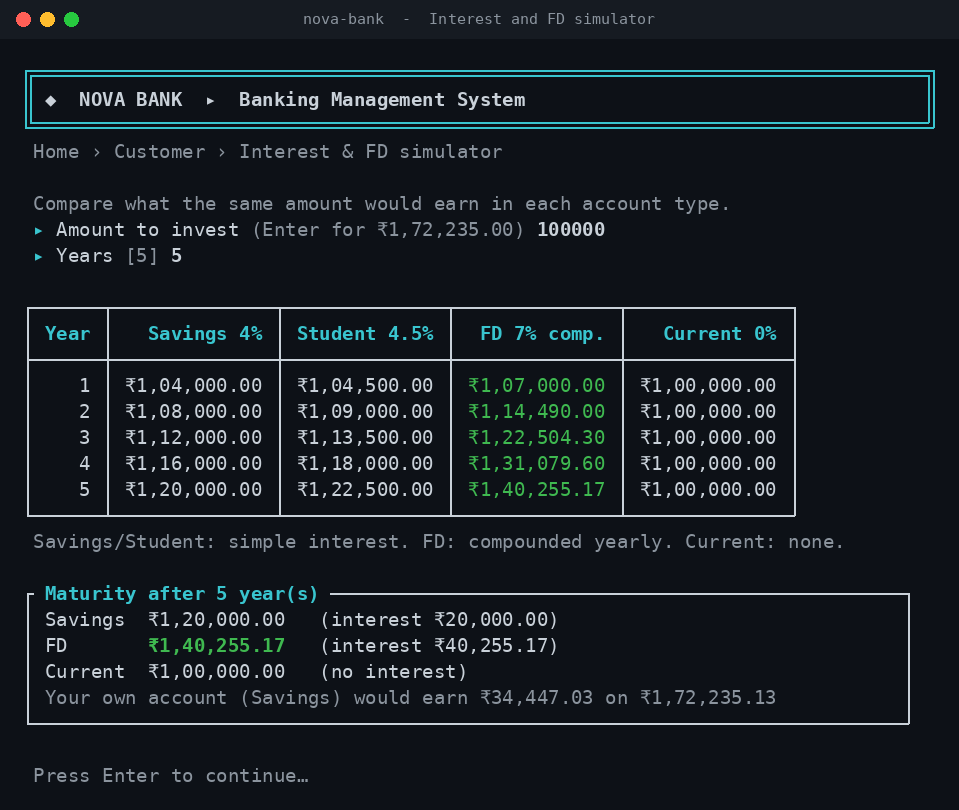 nova-bank  -  Interest and FD simulator
◆  NOVA BANK  ▸  Banking Management System
Home › Customer › Interest & FD simulator
Compare what the same amount would earn in each account type.
▸ Amount to invest (Enter for ₹1,72,235.00) 100000
▸ Years [5] 5
Year  Savings 4%  Student 4.5%  FD 7% comp.  Current 0%
1  ₹1,04,000.00  ₹1,04,500.00  ₹1,07,000.00  ₹1,00,000.00
2  ₹1,08,000.00  ₹1,09,000.00  ₹1,14,490.00  ₹1,00,000.00
3  ₹1,12,000.00  ₹1,13,500.00  ₹1,22,504.30  ₹1,00,000.00
4  ₹1,16,000.00  ₹1,18,000.00  ₹1,31,079.60  ₹1,00,000.00
5  ₹1,20,000.00  ₹1,22,500.00  ₹1,40,255.17  ₹1,00,000.00
Savings/Student: simple interest. FD: compounded yearly. Current: none.
Maturity after 5 year(s)
Savings  ₹1,20,000.00   (interest ₹20,000.00)
FD       ₹1,40,255.17   (interest ₹40,255.17)
Current  ₹1,00,000.00   (no interest)
Your own account (Savings) would earn ₹34,447.03 on ₹1,72,235.13
Press Enter to continue…